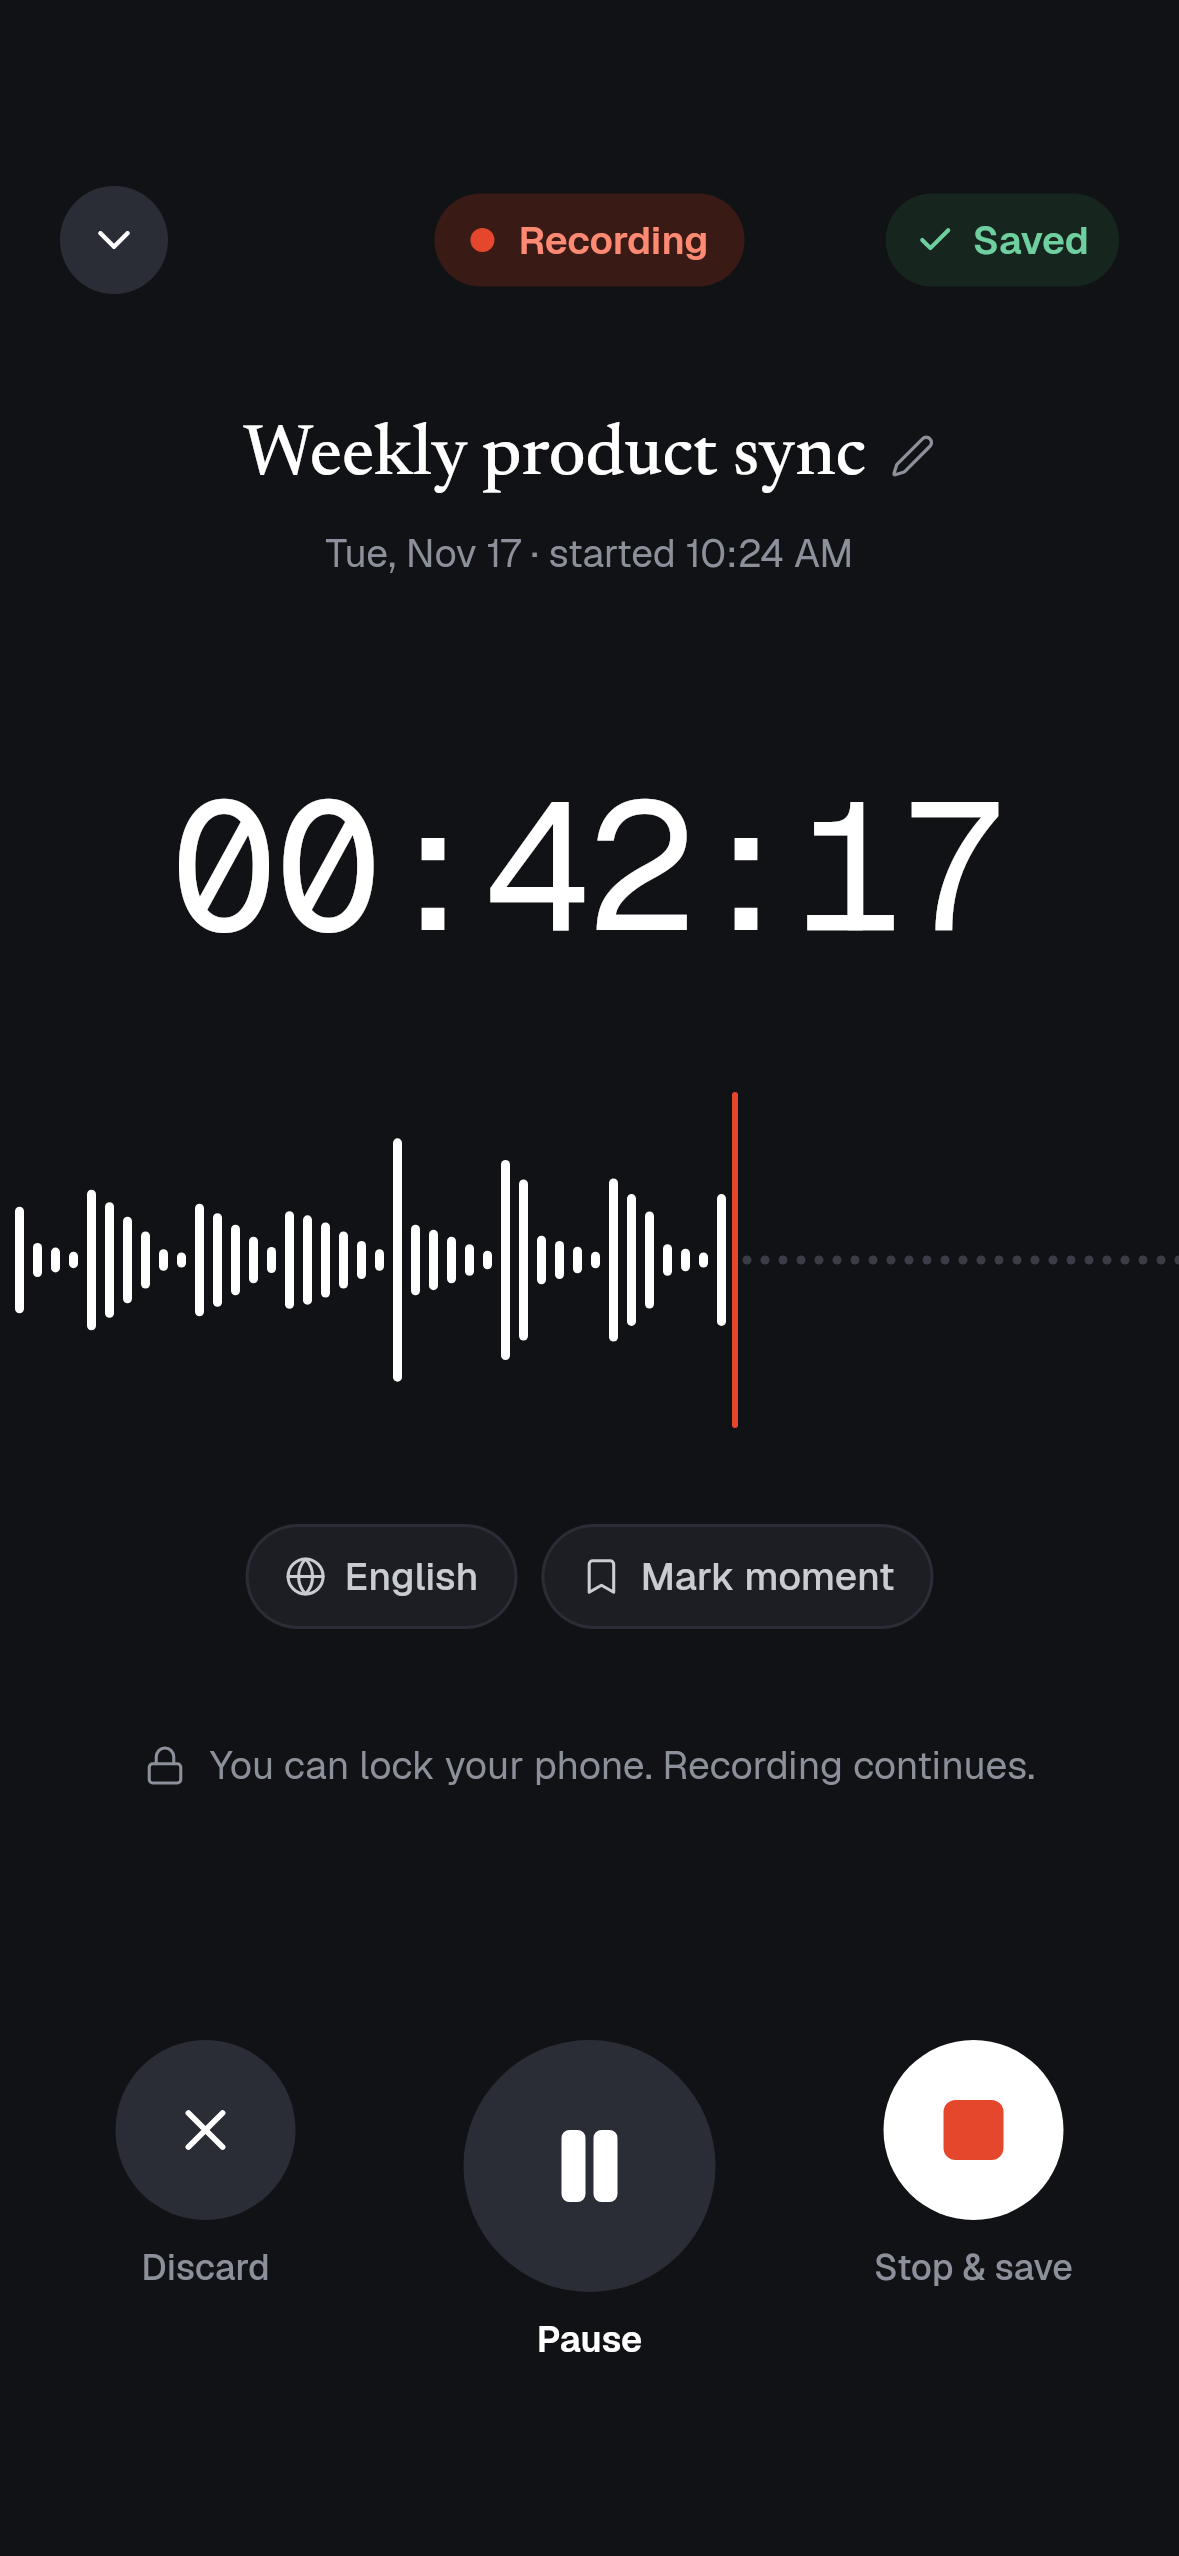 Recording
Saved
Weekly product sync
Tue, Nov 17 · started 10:24 AM
00:42:17
English
Mark moment
You can lock your phone. Recording continues.
Discard
Pause
Stop & save